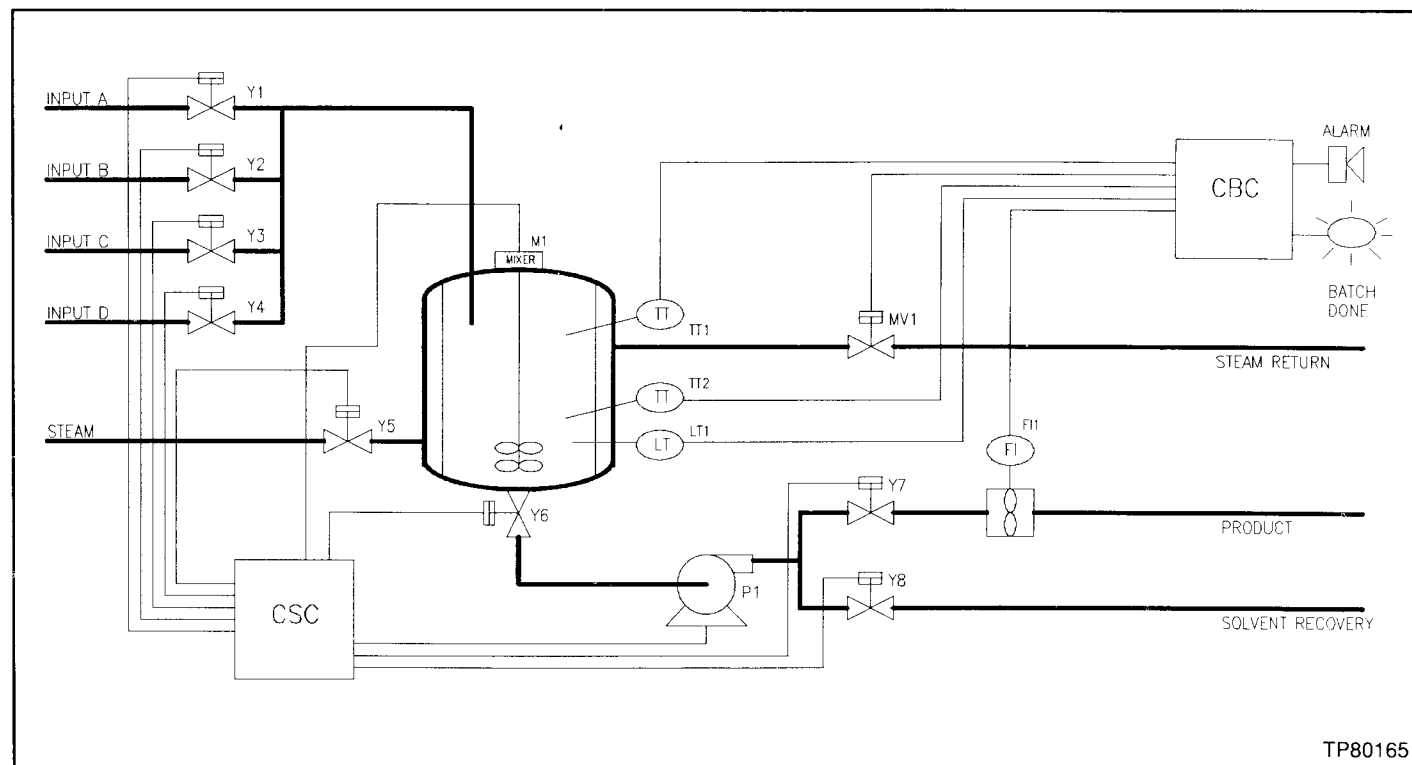 INPUT A
Y1
INPUT B
Y2
INPUT C
Y3
INPUT D
Y4
M1
MIXER
TT
TT1
MV1
CBC
ALARM
BATCH
DONE
STEAM RETURN
TT
TT2
LT
LT1
STEAM
Y5
FI1
FI
Y6
Y7
PRODUCT
P1
Y8
SOLVENT RECOVERY
CSC
TP80165